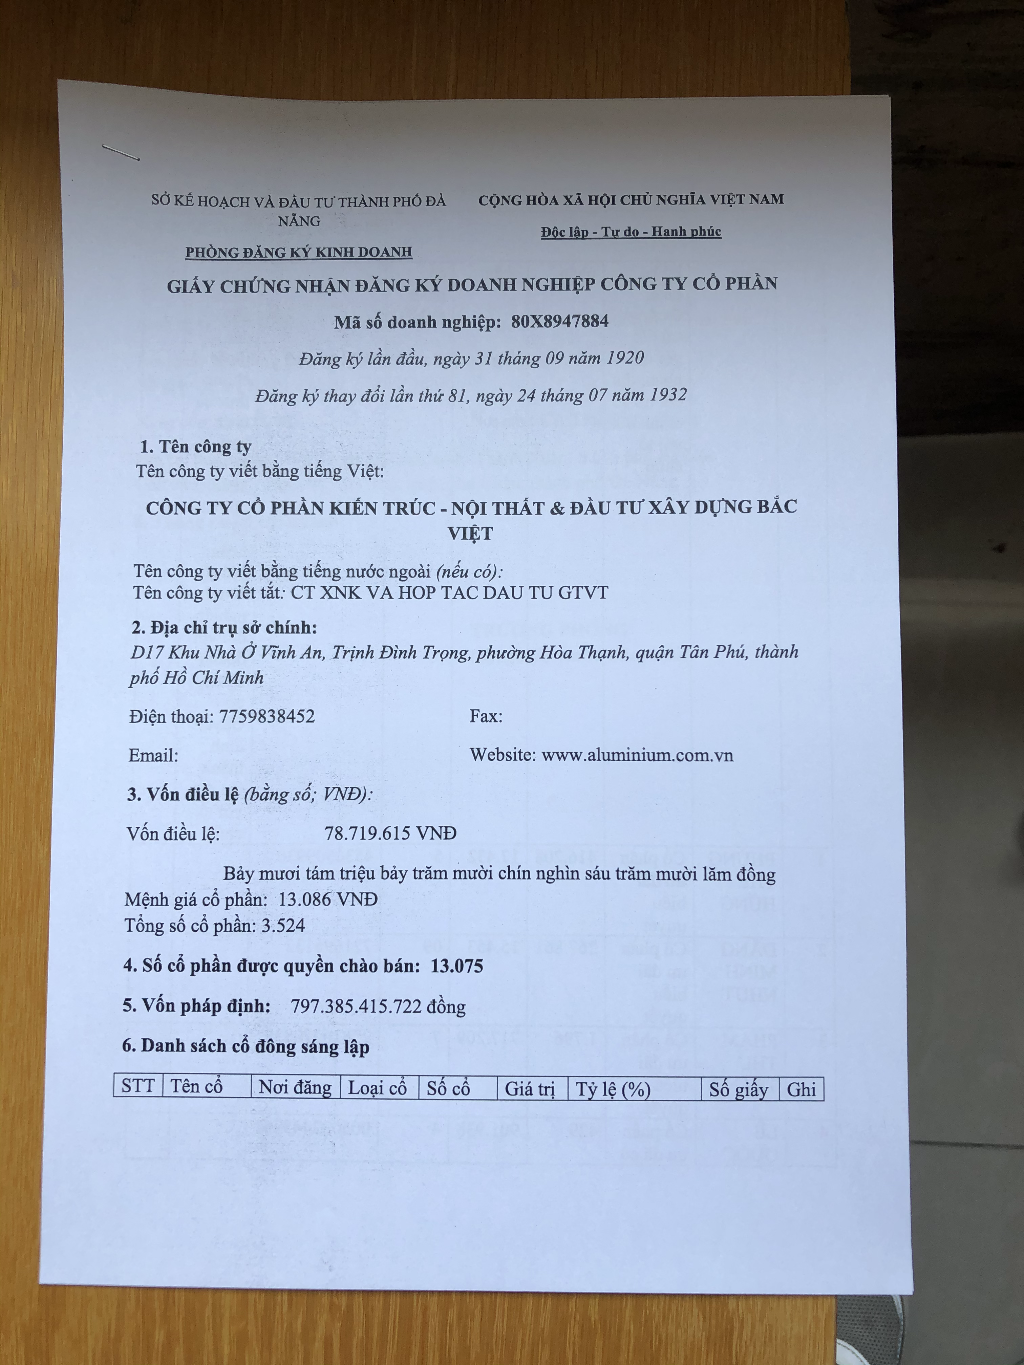 SỞ KẾ HOẠCH VÀ ĐẦU TƯ THÀNH PHỐ ĐÀ
NẴNG
PHÒNG ĐĂNG KÝ KINH DOANH
CỘNG HÒA XÃ HỘI CHỦ NGHĨA VIỆT NAM
Độc lập - Tự do - Hạnh phúc
GIẤY CHỨNG NHẬN ĐĂNG KÝ DOANH NGHIỆP CÔNG TY CỔ PHẦN
Mã số doanh nghiệp: 80X8947884
Đăng ký lần đầu, ngày 31 tháng 09 năm 1920
Đăng ký thay đổi lần thứ 81, ngày 24 tháng 07 năm 1932
1. Tên công ty
Tên công ty viết bằng tiếng Việt:
CÔNG TY CỔ PHẦN KIẾN TRÚC - NỘI THẤT & ĐẦU TƯ XÂY DỰNG BẮC
VIỆT
Tên công ty viết bằng tiếng nước ngoài (nếu có):
Tên công ty viết tắt: CT XNK VA HOP TAC DAU TU GTVT
2. Địa chỉ trụ sở chính:
D17 Khu Nhà Ở Vĩnh An, Trịnh Đình Trọng, phường Hòa Thạnh, quận Tân Phú, thành
phố Hồ Chí Minh
Điện thoại: 7759838452 Fax:
Email: Website: www.aluminium.com.vn
3. Vốn điều lệ (bằng số; VNĐ):
Vốn điều lệ: 78.719.615 VNĐ
Bảy mươi tám triệu bảy trăm mười chín nghìn sáu trăm mười lăm đồng
Mệnh giá cổ phần: 13.086 VNĐ
Tổng số cổ phần: 3.524
4. Số cổ phần được quyền chào bán: 13.075
5. Vốn pháp định: 797.385.415.722 đồng
6. Danh sách cổ đông sáng lập
STT Tên cổ Nơi đăng Loại cổ Số cổ Giá trị Tỷ lệ (%) Số giấy Ghi